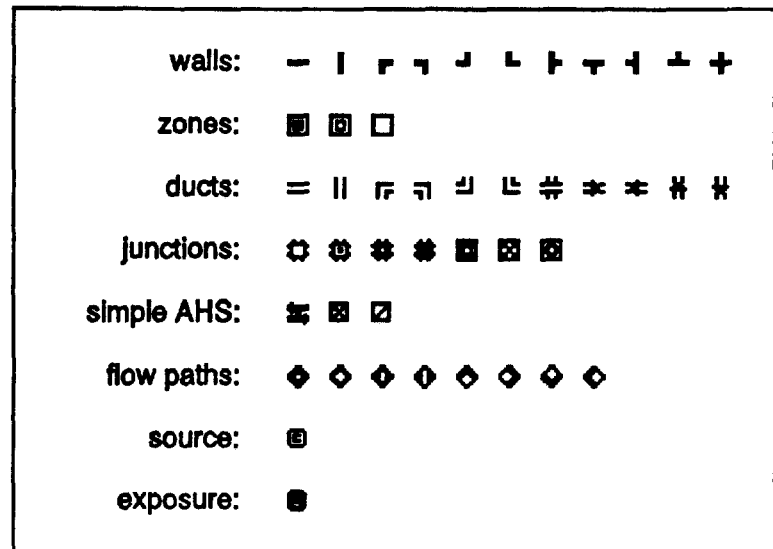 walls:
zones:
ducts:
junctions:
simple AHS:
flow paths:
source:
exposure: